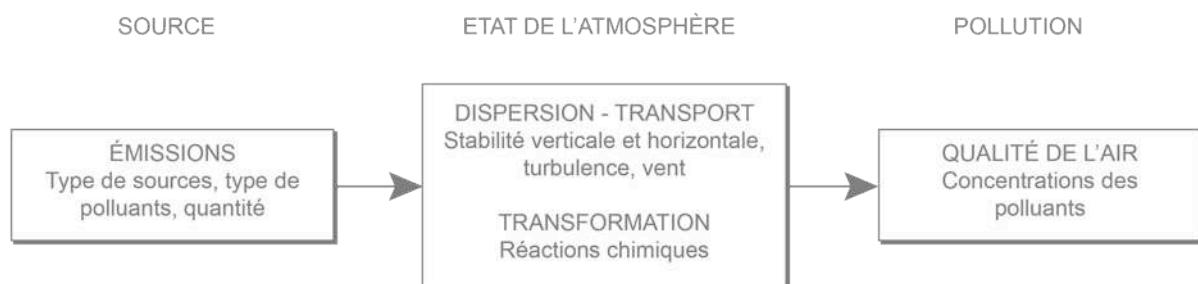 SOURCE
ETAT DE L'ATMOSPHÈRE
POLLUTION
ÉMISSIONS
Type de sources, type de
polluants, quantité
DISPERSION - TRANSPORT
Stabilité verticale et horizontale,
turbulence, vent
TRANSFORMATION
Réactions chimiques
QUALITÉ DE L'AIR
Concentrations des
polluants